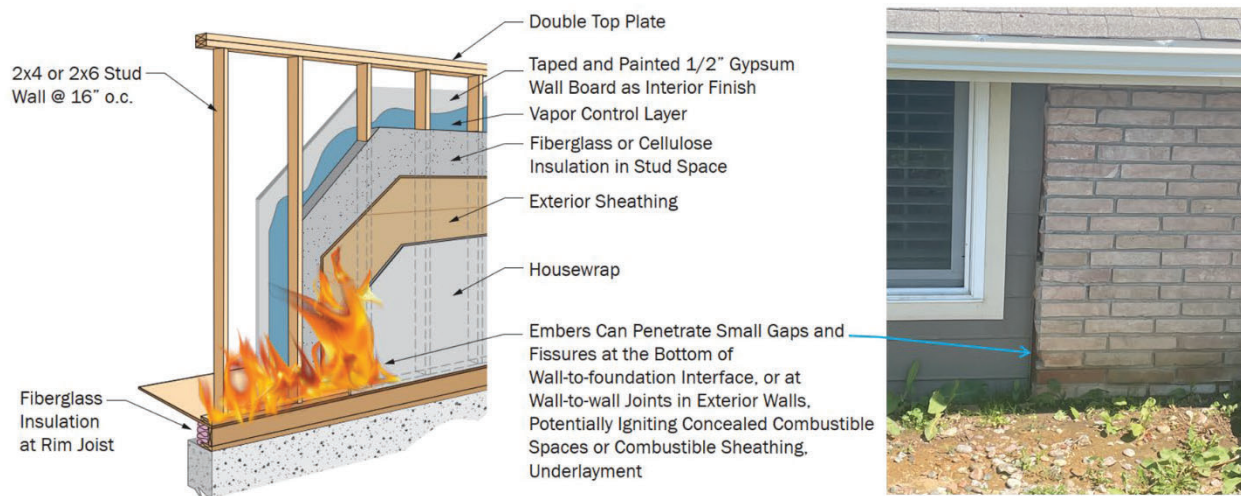 Double Top Plate
2x4 or 2x6 Stud
Wall @ 16” o.c.
Taped and Painted 1/2” Gypsum
Wall Board as Interior Finish
Vapor Control Layer
Fiberglass or Cellulose
Insulation in Stud Space
Exterior Sheathing
Housewrap
Embers Can Penetrate Small Gaps and
Fissures at the Bottom of
Wall-to-foundation Interface, or at
Wall-to-wall Joints in Exterior Walls,
Potentially Igniting Concealed Combustible
Spaces or Combustible Sheathing,
Underlayment
Fiberglass
Insulation
at Rim Joist